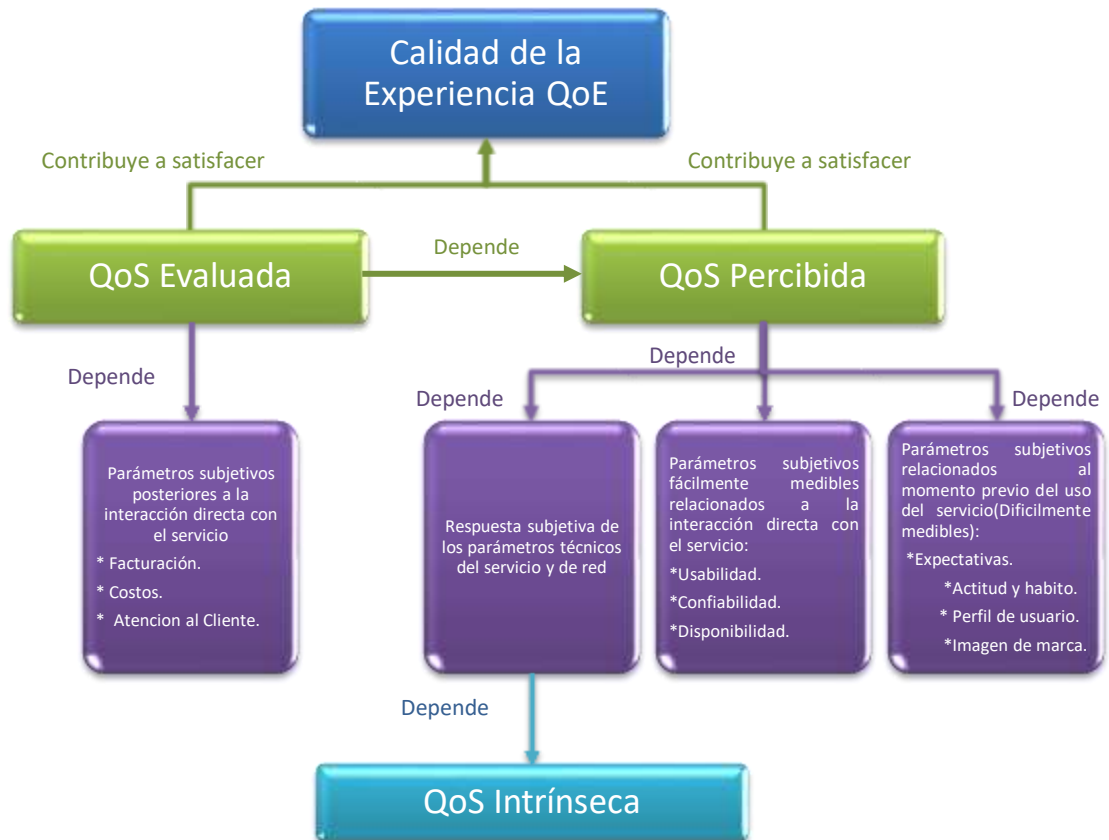 Calidad de la
Experiencia QoE
Contribuye a satisfacer
Contribuye a satisfacer
QoS Evaluada
Depende
QoS Percibida
Depende
Depende
Depende
Depende
Parámetros subjetivos
posteriores a la
interacción directa con
el servicio
* Facturación.
* Costos.
* Atencion al Cliente.
Respuesta subjetiva de
los parámetros técnicos
del servicio y de red
Parámetros subjetivos
fácilmente medibles
relacionados a la
interacción directa con
el servicio:
*Usabilidad.
*Confiabilidad.
*Disponibilidad.
Parámetros subjetivos
relacionados al
momento previo del uso
del servicio(Dificilmente
medibles):
*Expectativas.
*Actitud y habito.
* Perfil de usuario.
*Imagen de marca.
Depende
QoS Intrínseca